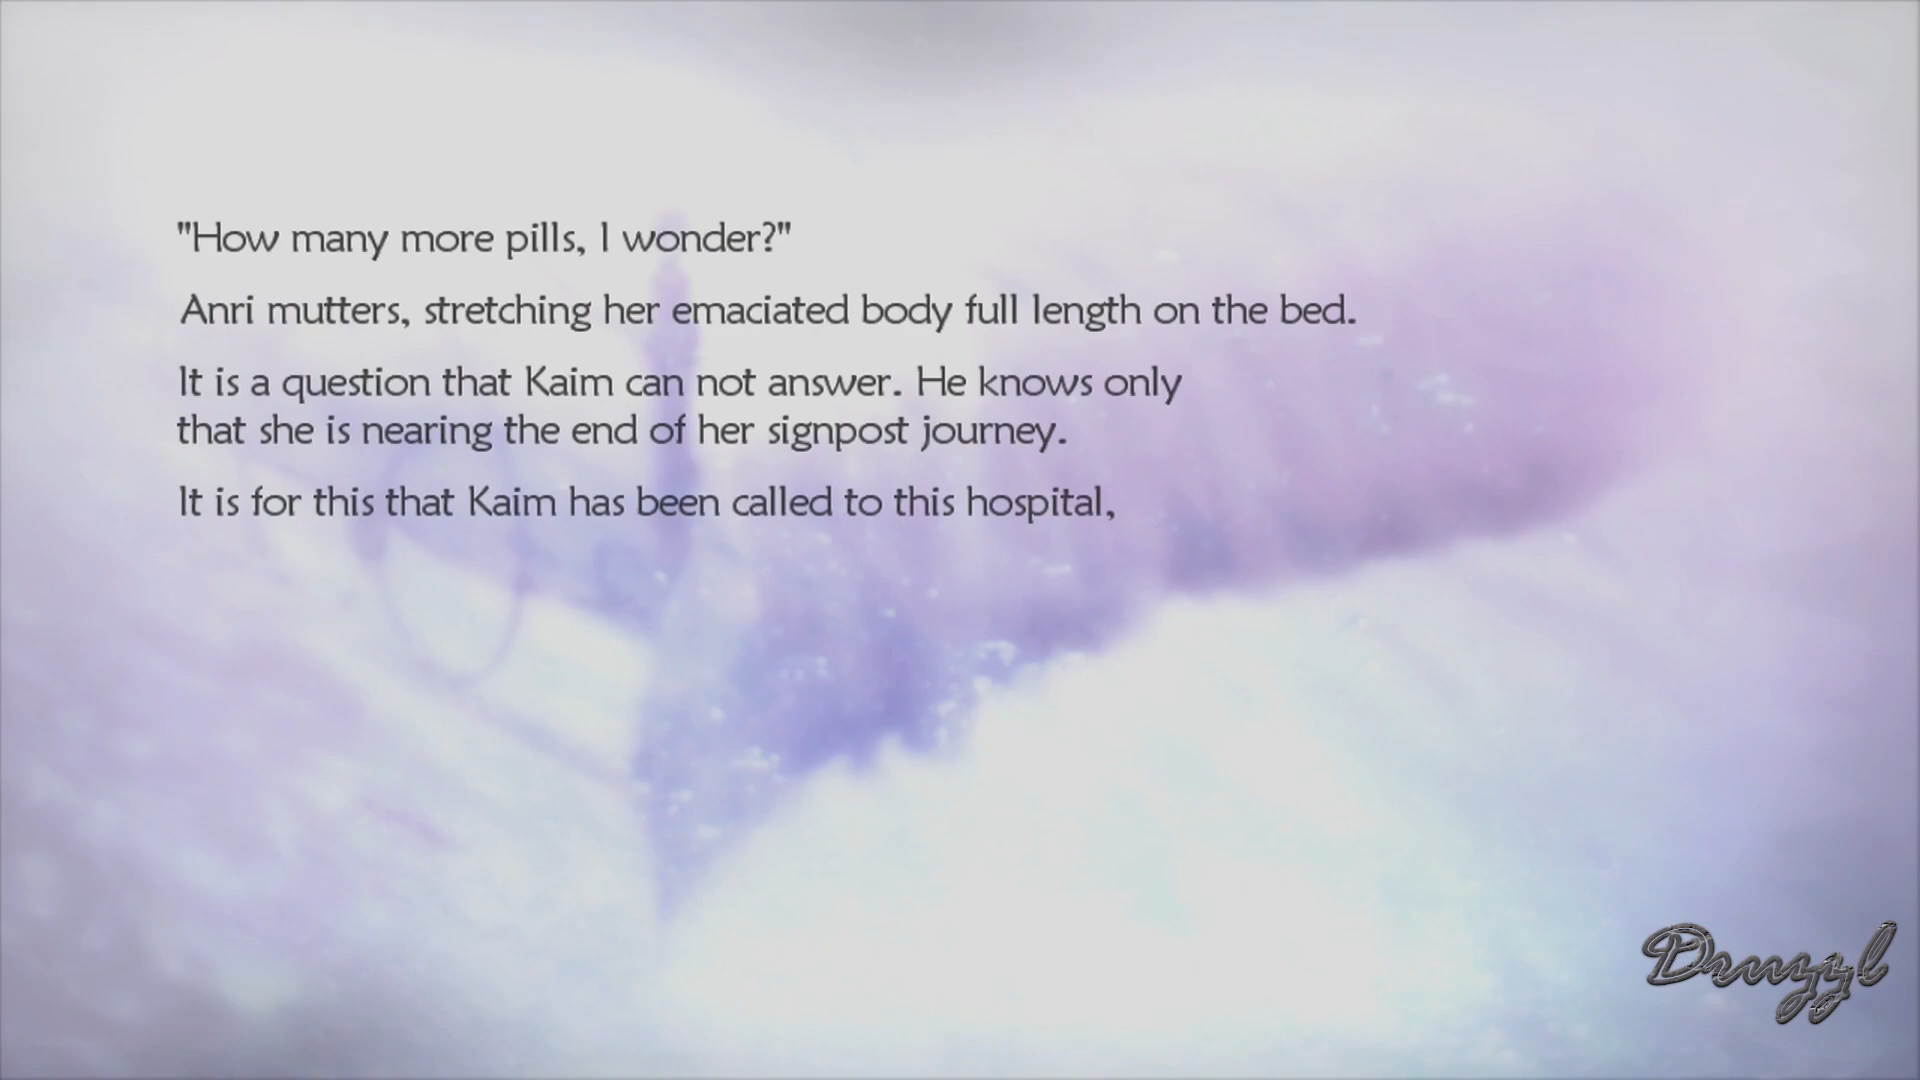 "How many more pills, I wonder?"
Anri mutters, stretching her emaciated body full length on the bed.
It is a question that Kaim can not answer. He knows only
that she is nearing the end of her signpost journey.
It is for this that Kaim has been called to this hospital,
Druzzl